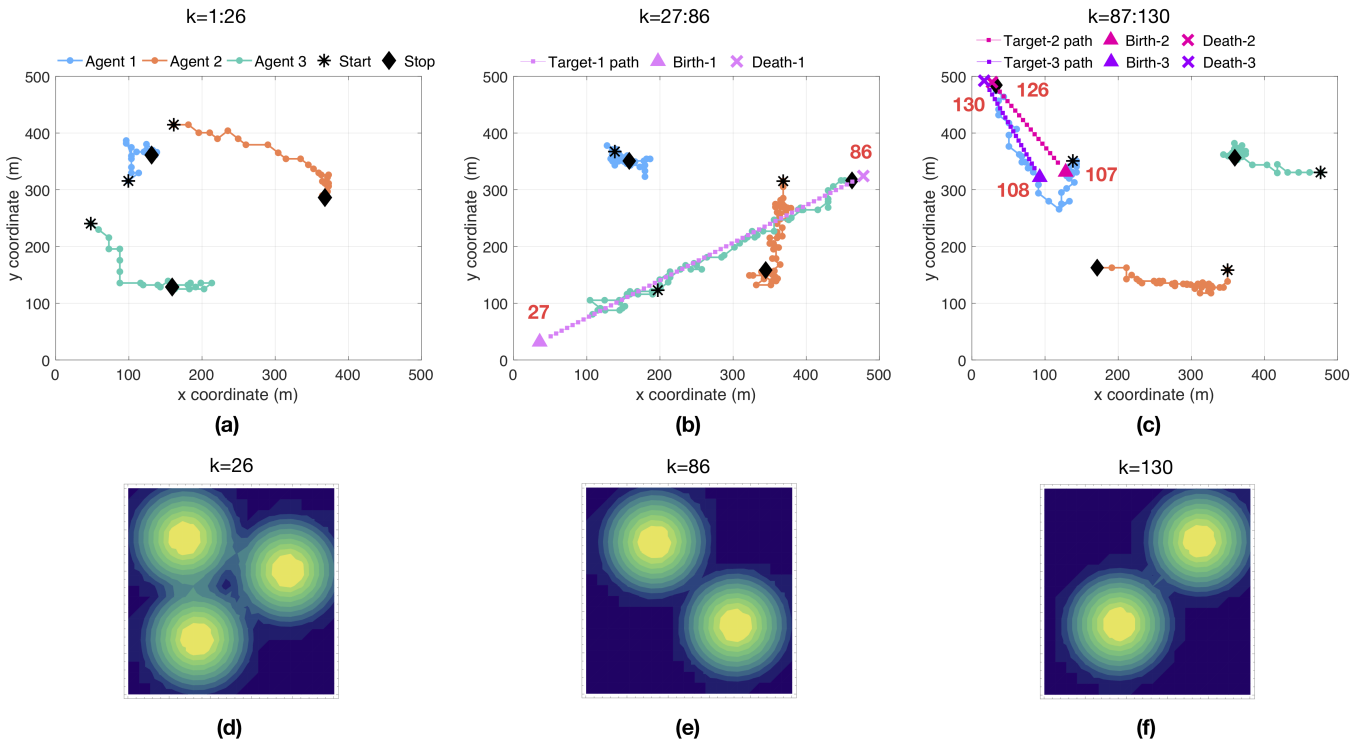 k=1:26
k=27:86
k=87:130
Agent 1 Agent 2 Agent 3 Start Stop
Target-1 path Birth-1 Death-1
Target-2 path Birth-2 Death-2
Target-3 path Birth-3 Death-3
500
400
300
200
100
0
0 100 200 300 400 500
y coordinate (m)
x coordinate (m)
(a)
500
400
300
200
100
0
0 100 200 300 400 500
y coordinate (m)
x coordinate (m)
27
86
(b)
500
400
300
200
100
0
0 100 200 300 400 500
y coordinate (m)
x coordinate (m)
130
126
108
107
(c)
k=26
k=86
k=130
(d)
(e)
(f)